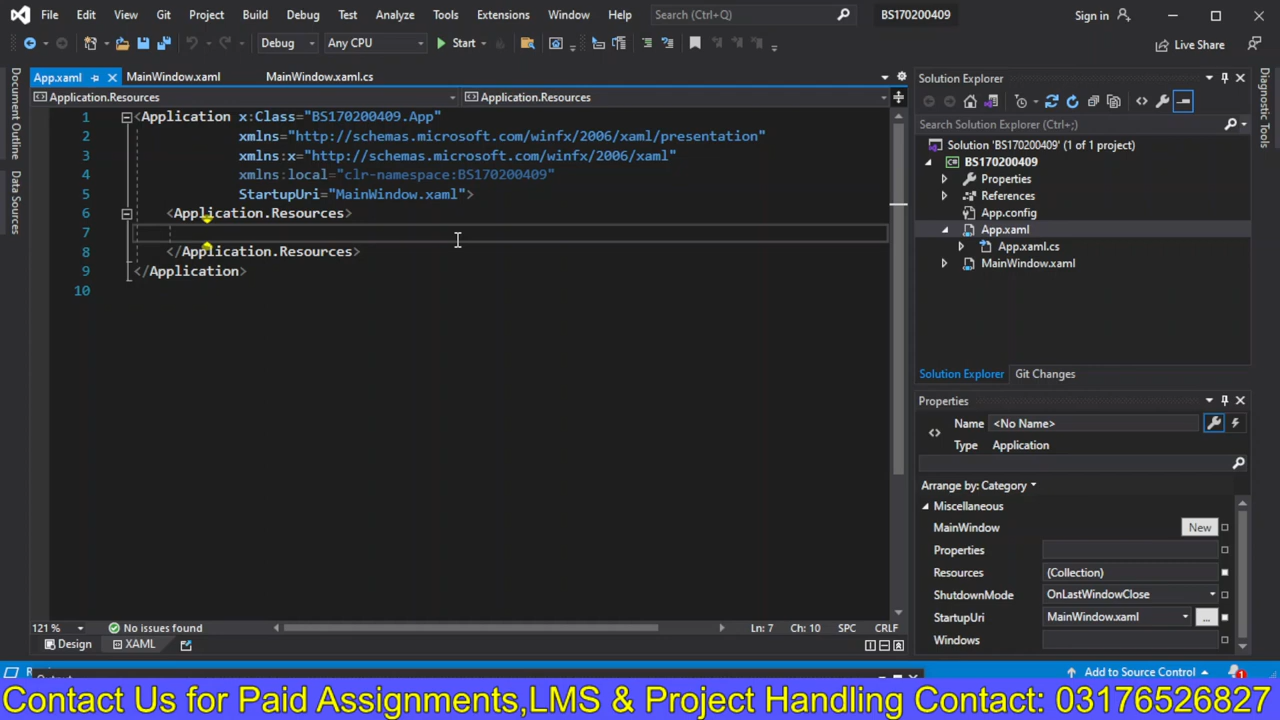 File Edit View Git Project Build Debug Test Analyze Tools Extensions Window Help Search (Ctrl+Q) BS170200409 Sign in
Debug Any CPU Start Live Share
App.xaml MainWindow.xaml MainWindow.xaml.cs
Application.Resources Application.Resources
1 <Application x:Class="BS170200409.App"
2 xmlns="http://schemas.microsoft.com/winfx/2006/xaml/presentation"
3 xmlns:x="http://schemas.microsoft.com/winfx/2006/xaml"
4 xmlns:local="clr-namespace:BS170200409"
5 StartupUri="MainWindow.xaml">
6 <Application.Resources>
7
8 </Application.Resources>
9 </Application>
10
121 % No issues found Ln: 7 Ch: 10 SPC CRLF
Design XAML
Document Outline
Data Sources
Solution Explorer
Search Solution Explorer (Ctrl+;)
Solution 'BS170200409' (1 of 1 project)
BS170200409
Properties
References
App.config
App.xaml
App.xaml.cs
MainWindow.xaml
Solution Explorer Git Changes
Properties
Name <No Name>
Type Application
Arrange by: Category
Miscellaneous
MainWindow New
Properties
Resources (Collection)
ShutdownMode OnLastWindowClose
StartupUri MainWindow.xaml ...
Windows
Diagnostic Tools
Add to Source Control 1
Contact Us for Paid Assignments,LMS & Project Handling Contact: 03176526827